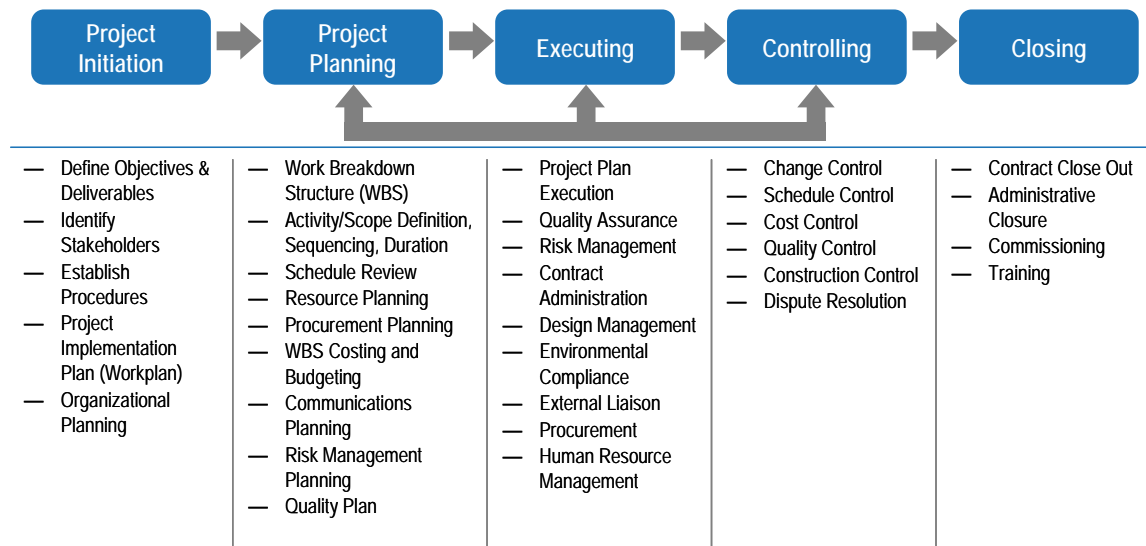 Project
Initiation
Project
Planning
Executing
Controlling
Closing
— Define Objectives &
Deliverables
— Identify
Stakeholders
— Establish
Procedures
— Project
Implementation
Plan (Workplan)
— Organizational
Planning
— Work Breakdown
Structure (WBS)
— Activity/Scope Definition,
Sequencing, Duration
— Schedule Review
— Resource Planning
— Procurement Planning
— WBS Costing and
Budgeting
— Communications
Planning
— Risk Management
Planning
— Quality Plan
— Project Plan
Execution
— Quality Assurance
— Risk Management
— Contract
Administration
— Design Management
— Environmental
Compliance
— External Liaison
— Procurement
— Human Resource
Management
— Change Control
— Schedule Control
— Cost Control
— Quality Control
— Construction Control
— Dispute Resolution
— Contract Close Out
— Administrative
Closure
— Commissioning
— Training